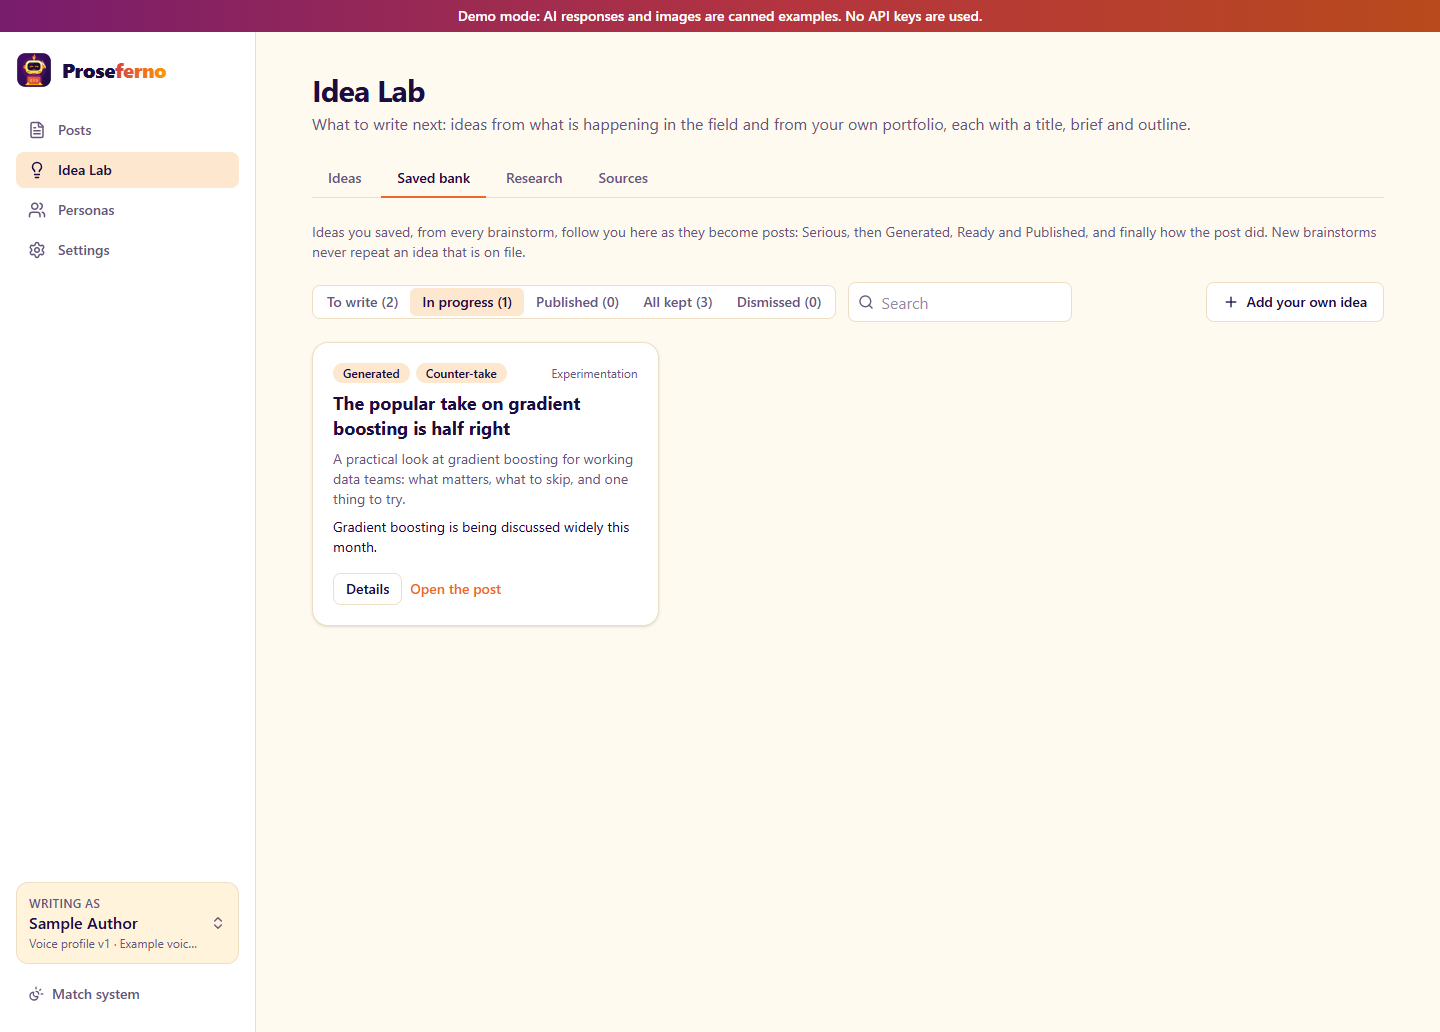 Demo mode: AI responses and images are canned examples. No API keys are used.
Proseferno
Posts
Idea Lab
Personas
Settings
WRITING AS
Sample Author
Voice profile v1 · Example voic...
Match system
Idea Lab
What to write next: ideas from what is happening in the field and from your own portfolio, each with a title, brief and outline.
Ideas
Saved bank
Research
Sources
Ideas you saved, from every brainstorm, follow you here as they become posts: Serious, then Generated, Ready and Published, and finally how the post did. New brainstorms
never repeat an idea that is on file.
To write (2)
In progress (1)
Published (0)
All kept (3)
Dismissed (0)
Search
Add your own idea
Generated
Counter-take
Experimentation
The popular take on gradient
boosting is half right
A practical look at gradient boosting for working
data teams: what matters, what to skip, and one
thing to try.
Gradient boosting is being discussed widely this
month.
Details
Open the post